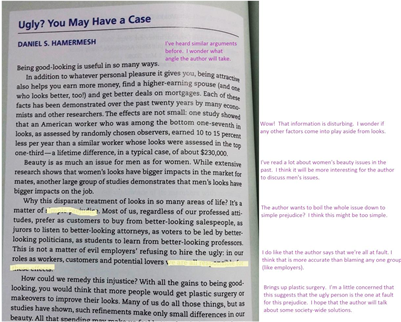 Ugly? You May Have a Case
DANIEL S. HAMERMESH
I've heard similar arguments
before. I wonder what
angle the author will take.
Being good-looking is useful in so many ways.
In addition to whatever personal pleasure it gives you, being attractive
also helps you earn more money, find a higher-earning spouse (and one
who looks better, too!) and get better deals on mortgages. Each of these
facts has been demonstrated over the past twenty years by many econo-
mists and other researchers. The effects are not small: one study showed
that an American worker who was among the bottom one-seventh in
looks, as assessed by randomly chosen observers, earned 10 to 15 percent
less per year than a similar worker whose looks were assessed in the top
one-third—a lifetime difference, in a typical case, of about $230,000.
Beauty is as much an issue for men as for women. While extensive
research shows that women's looks have bigger impacts in the market for
mates, another large group of studies demonstrates that men's looks have
bigger impacts on the job.
Why this disparate treatment of looks in so many areas of life? It's a
matter of
Most of us, regardless of our professed atti-
tudes, prefer as customers to buy from better-looking salespeople, as
jurors to listen to better-looking attorneys, as voters to be led by better-
looking politicians, as students to learn from better-looking professors.
This is not a matter of evil employers' refusing to hire the ugly: in our
roles as workers, customers and potential lovers
effects.
How could we remedy this injustice? With all the gains to being good-
looking, you would think that more people would get plastic surgery or
makeovers to improve their looks. Many of us do all those things, but as
studies have shown, such refinements make only small differences in our
beauty. All that spending may
Wow! That information is disturbing. I wonder if
any other factors come into play aside from looks.
I've read a lot about women's beauty issues in the
past. I think it will be more interesting for the author
to discuss men's issues.
The author wants to boil the whole issue down to
simple prejudice? I think this might be too simple.
I do like that the author says that we're all at fault. I
think that is more accurate than blaming any one group
(like employers).
Brings up plastic surgery. I'm a little concerned that
this suggests that the ugly person is the one at fault
for this prejudice. I hope that the author will talk
about some society-wide solutions.